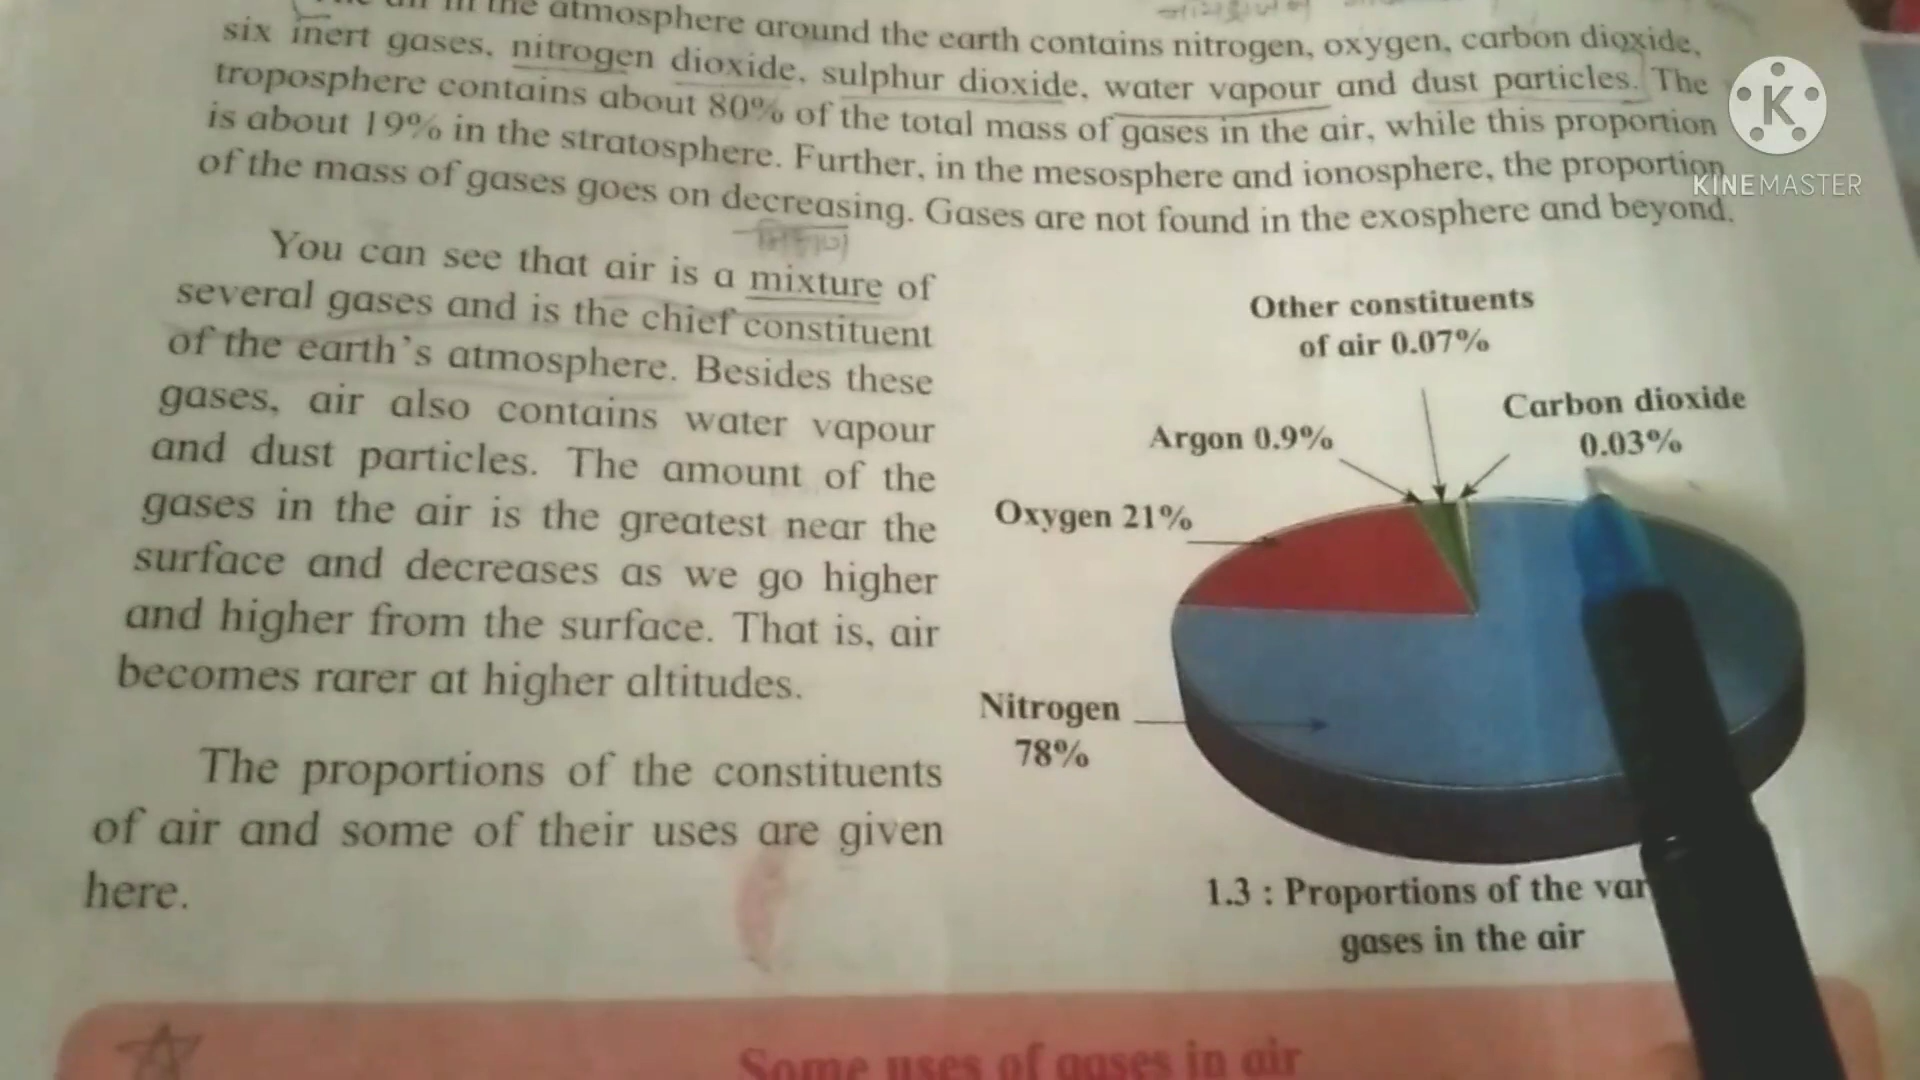 air in the atmosphere around the earth contains nitrogen, oxygen, carbon dioxide,
six inert gases, nitrogen dioxide, sulphur dioxide, water vapour and dust particles. The
troposphere contains about 80% of the total mass of gases in the air, while this proportion
is about 19% in the stratosphere. Further, in the mesosphere and ionosphere, the proportion
of the mass of gases goes on decreasing. Gases are not found in the exosphere and beyond.
K
KINEMASTER
You can see that air is a mixture of
several gases and is the chief constituent
of the earth's atmosphere. Besides these
gases, air also contains water vapour
and dust particles. The amount of the
gases in the air is the greatest near the
surface and decreases as we go higher
and higher from the surface. That is, air
becomes rarer at higher altitudes.
The proportions of the constituents
of air and some of their uses are given
here.
Other constituents
of air 0.07%
Carbon dioxide
0.03%
Argon 0.9%
Oxygen 21%
Nitrogen
78%
1.3 : Proportions of the var
gases in the air
Some uses of gases in air